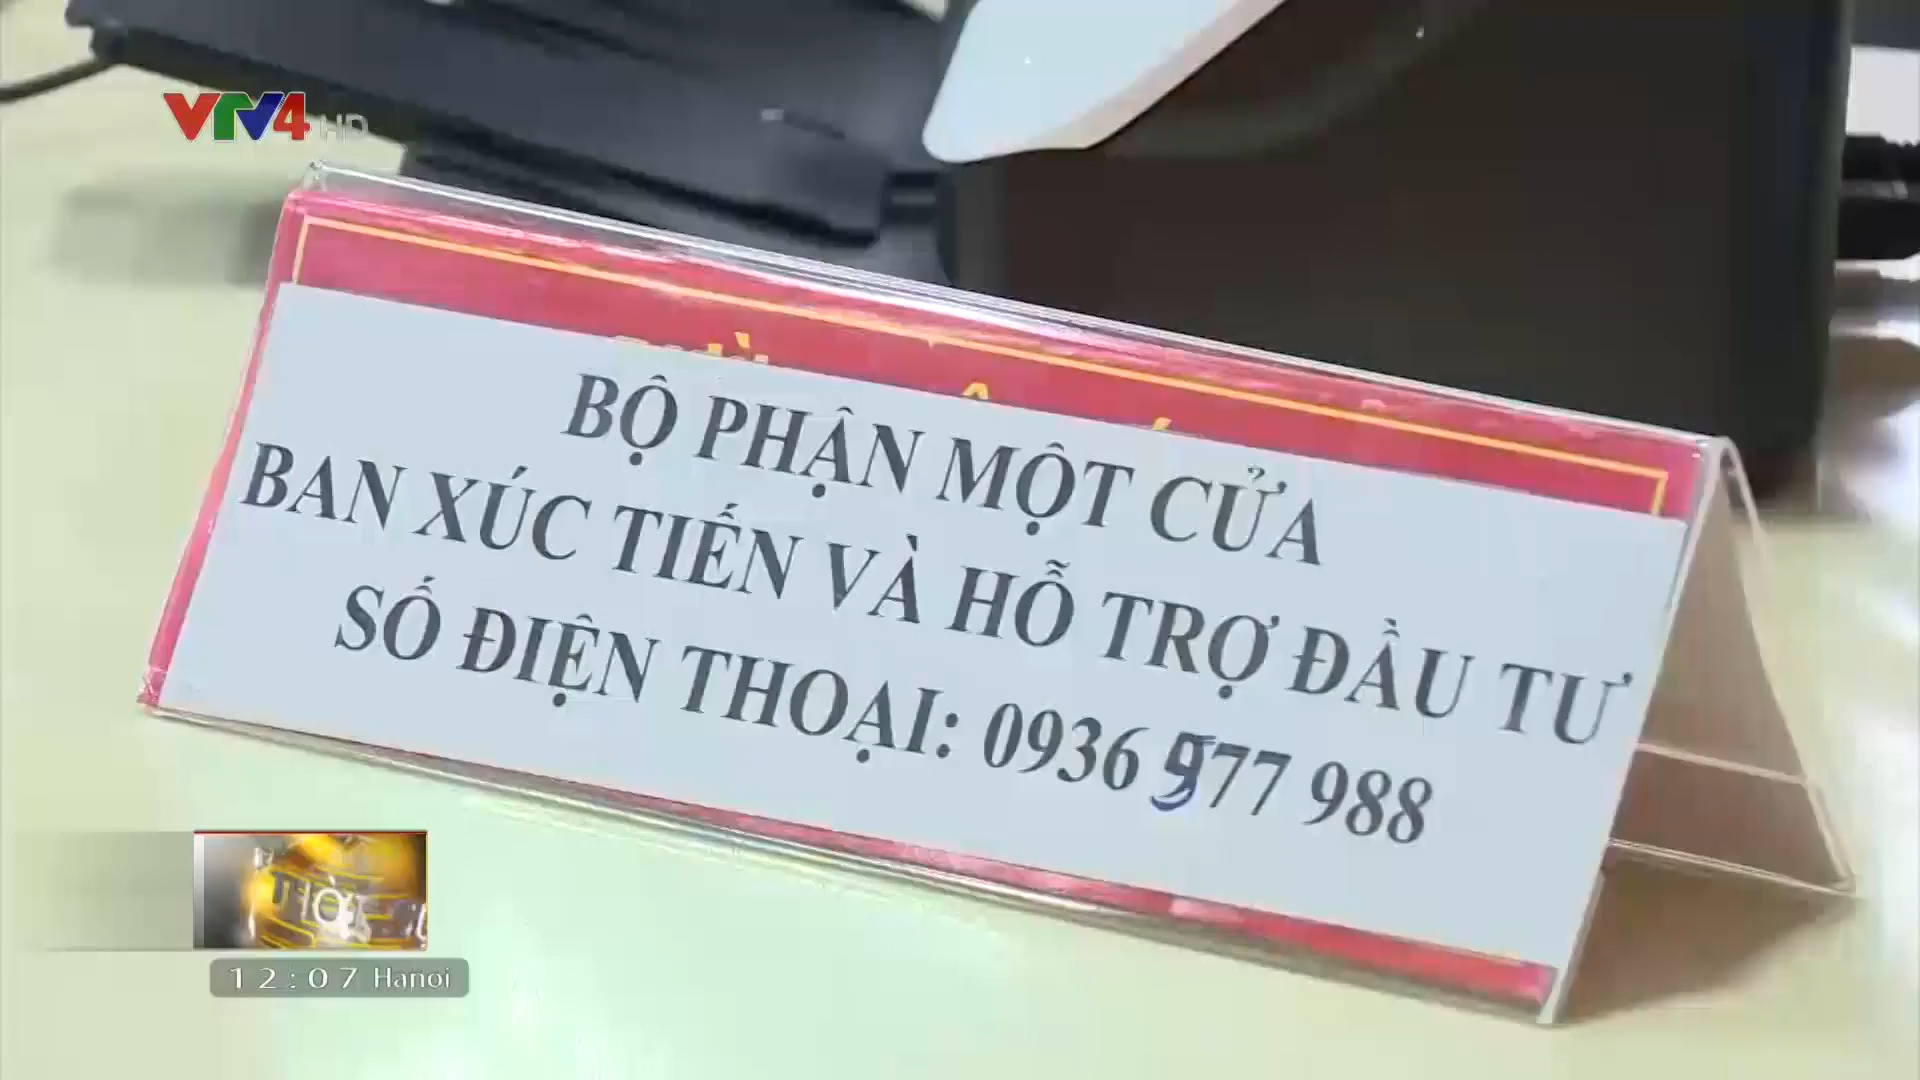 VTV4 HD
BỘ PHẬN MỘT CỬA
BAN XÚC TIẾN VÀ HỖ TRỢ ĐẦU TƯ
SỐ ĐIỆN THOẠI: 0936 977 988
12:07 Hanoi